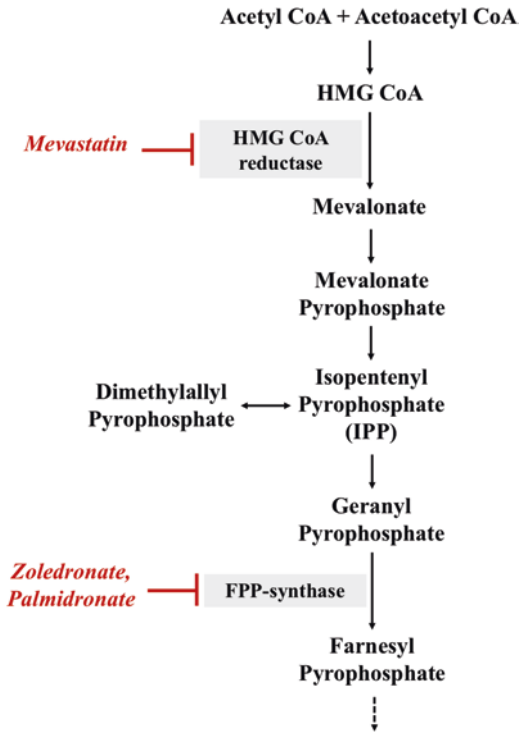 Acetyl CoA + Acetoacetyl CoA
HMG CoA
Mevastatin
HMG CoA
reductase
Mevalonate
Mevalonate
Pyrophosphate
Dimethylallyl
Pyrophosphate
Isopentenyl
Pyrophosphate
(IPP)
Geranyl
Pyrophosphate
Zoledronate,
Palmidronate
FPP-synthase
Farnesyl
Pyrophosphate